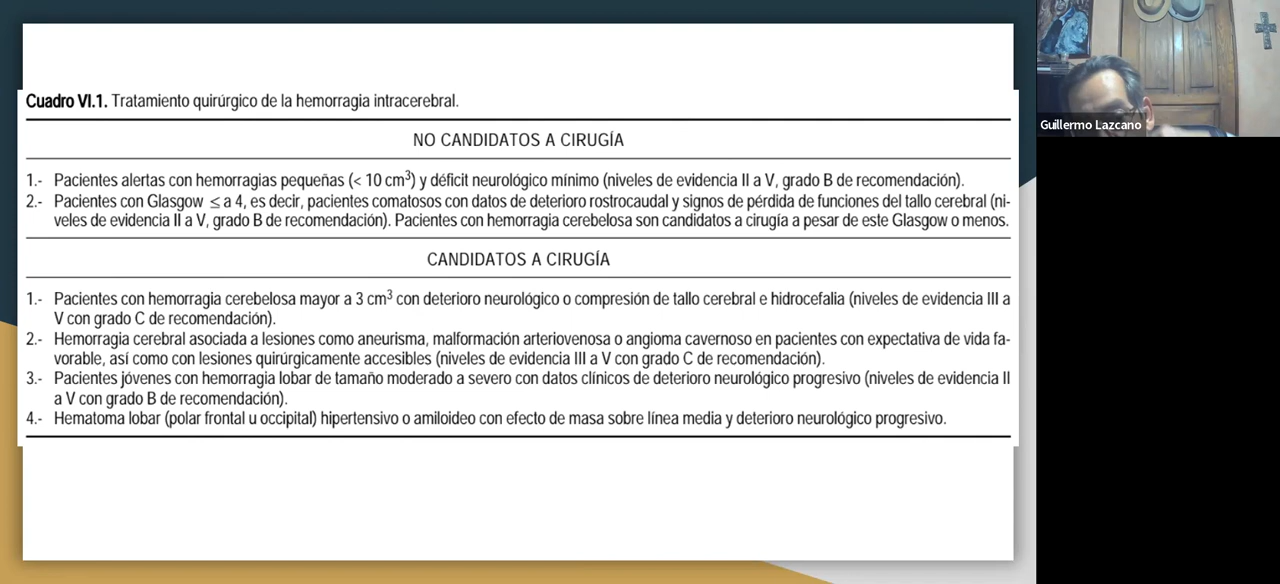 Cuadro VI.1. Tratamiento quirúrgico de la hemorragia intracerebral.
NO CANDIDATOS A CIRUGÍA
1.- Pacientes alertas con hemorragias pequeñas (< 10 cm³) y déficit neurológico mínimo (niveles de evidencia II a V, grado B de recomendación).
2.- Pacientes con Glasgow ≤ a 4, es decir, pacientes comatosos con datos de deterioro rostrocaudal y signos de pérdida de funciones del tallo cerebral (ni-
veles de evidencia II a V, grado B de recomendación). Pacientes con hemorragia cerebelosa son candidatos a cirugía a pesar de este Glasgow o menos.
CANDIDATOS A CIRUGÍA
1.- Pacientes con hemorragia cerebelosa mayor a 3 cm³ con deterioro neurológico o compresión de tallo cerebral e hidrocefalia (niveles de evidencia III a
V con grado C de recomendación).
2.- Hemorragia cerebral asociada a lesiones como aneurisma, malformación arteriovenosa o angioma cavernoso en pacientes con expectativa de vida fa-
vorable, así como con lesiones quirúrgicamente accesibles (niveles de evidencia III a V con grado C de recomendación).
3.- Pacientes jóvenes con hemorragia lobar de tamaño moderado a severo con datos clínicos de deterioro neurológico progresivo (niveles de evidencia II
a V con grado B de recomendación).
4.- Hematoma lobar (polar frontal u occipital) hipertensivo o amiloideo con efecto de masa sobre línea media y deterioro neurológico progresivo.
Guillermo Lazcano